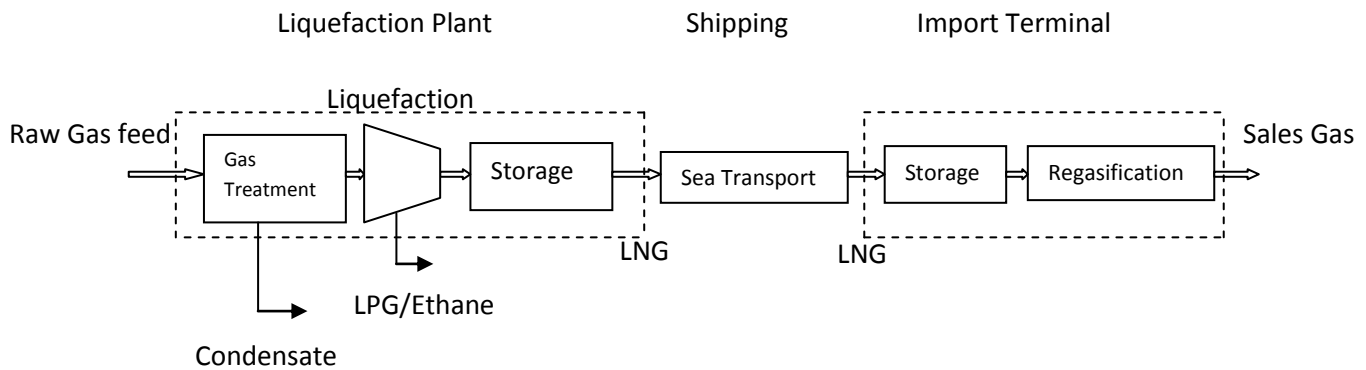 Liquefaction Plant
Shipping
Import Terminal
Liquefaction
Raw Gas feed
Sales Gas
Gas
Treatment
Storage
Sea Transport
Storage
Regasification
LNG
LNG
LPG/Ethane
Condensate